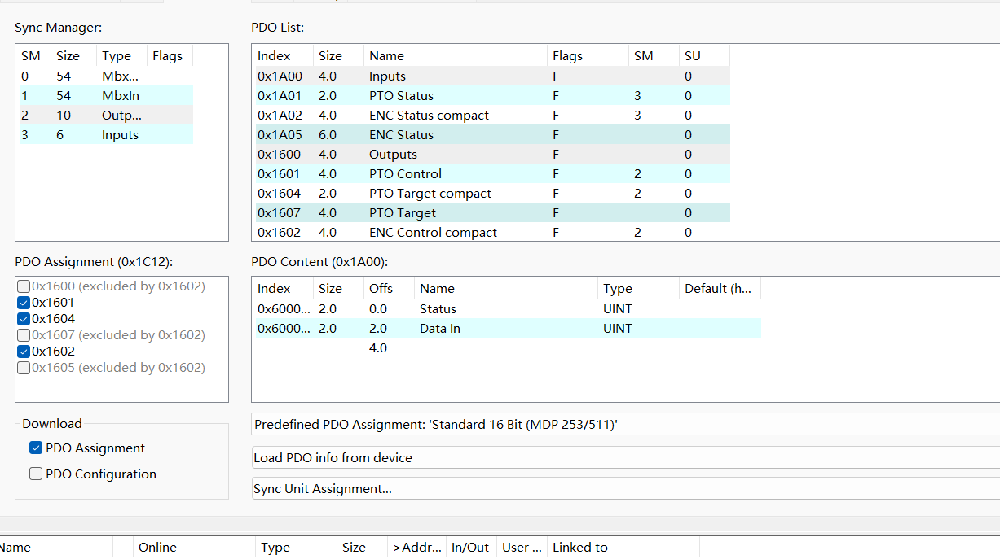 Sync Manager:
SM Size Type Flags
0 54 Mbx...
1 54 MbxIn
2 10 Outp...
3 6 Inputs
PDO List:
Index Size Name Flags SM SU
0x1A00 4.0 Inputs F 0
0x1A01 2.0 PTO Status F 3 0
0x1A02 4.0 ENC Status compact F 3 0
0x1A05 6.0 ENC Status F 0
0x1600 4.0 Outputs F 0
0x1601 4.0 PTO Control F 2 0
0x1604 2.0 PTO Target compact F 2 0
0x1607 4.0 PTO Target F 0
0x1602 4.0 ENC Control compact F 2 0
PDO Assignment (0x1C12):
0x1600 (excluded by 0x1602)
0x1601
0x1604
0x1607 (excluded by 0x1602)
0x1602
0x1605 (excluded by 0x1602)
PDO Content (0x1A00):
Index Size Offs Name Type Default (h...
0x6000... 2.0 0.0 Status UINT
0x6000... 2.0 2.0 Data In UINT
4.0
Download
PDO Assignment
PDO Configuration
Predefined PDO Assignment: 'Standard 16 Bit (MDP 253/511)'
Load PDO info from device
Sync Unit Assignment...
Name Online Type Size >Addr... In/Out User ... Linked to